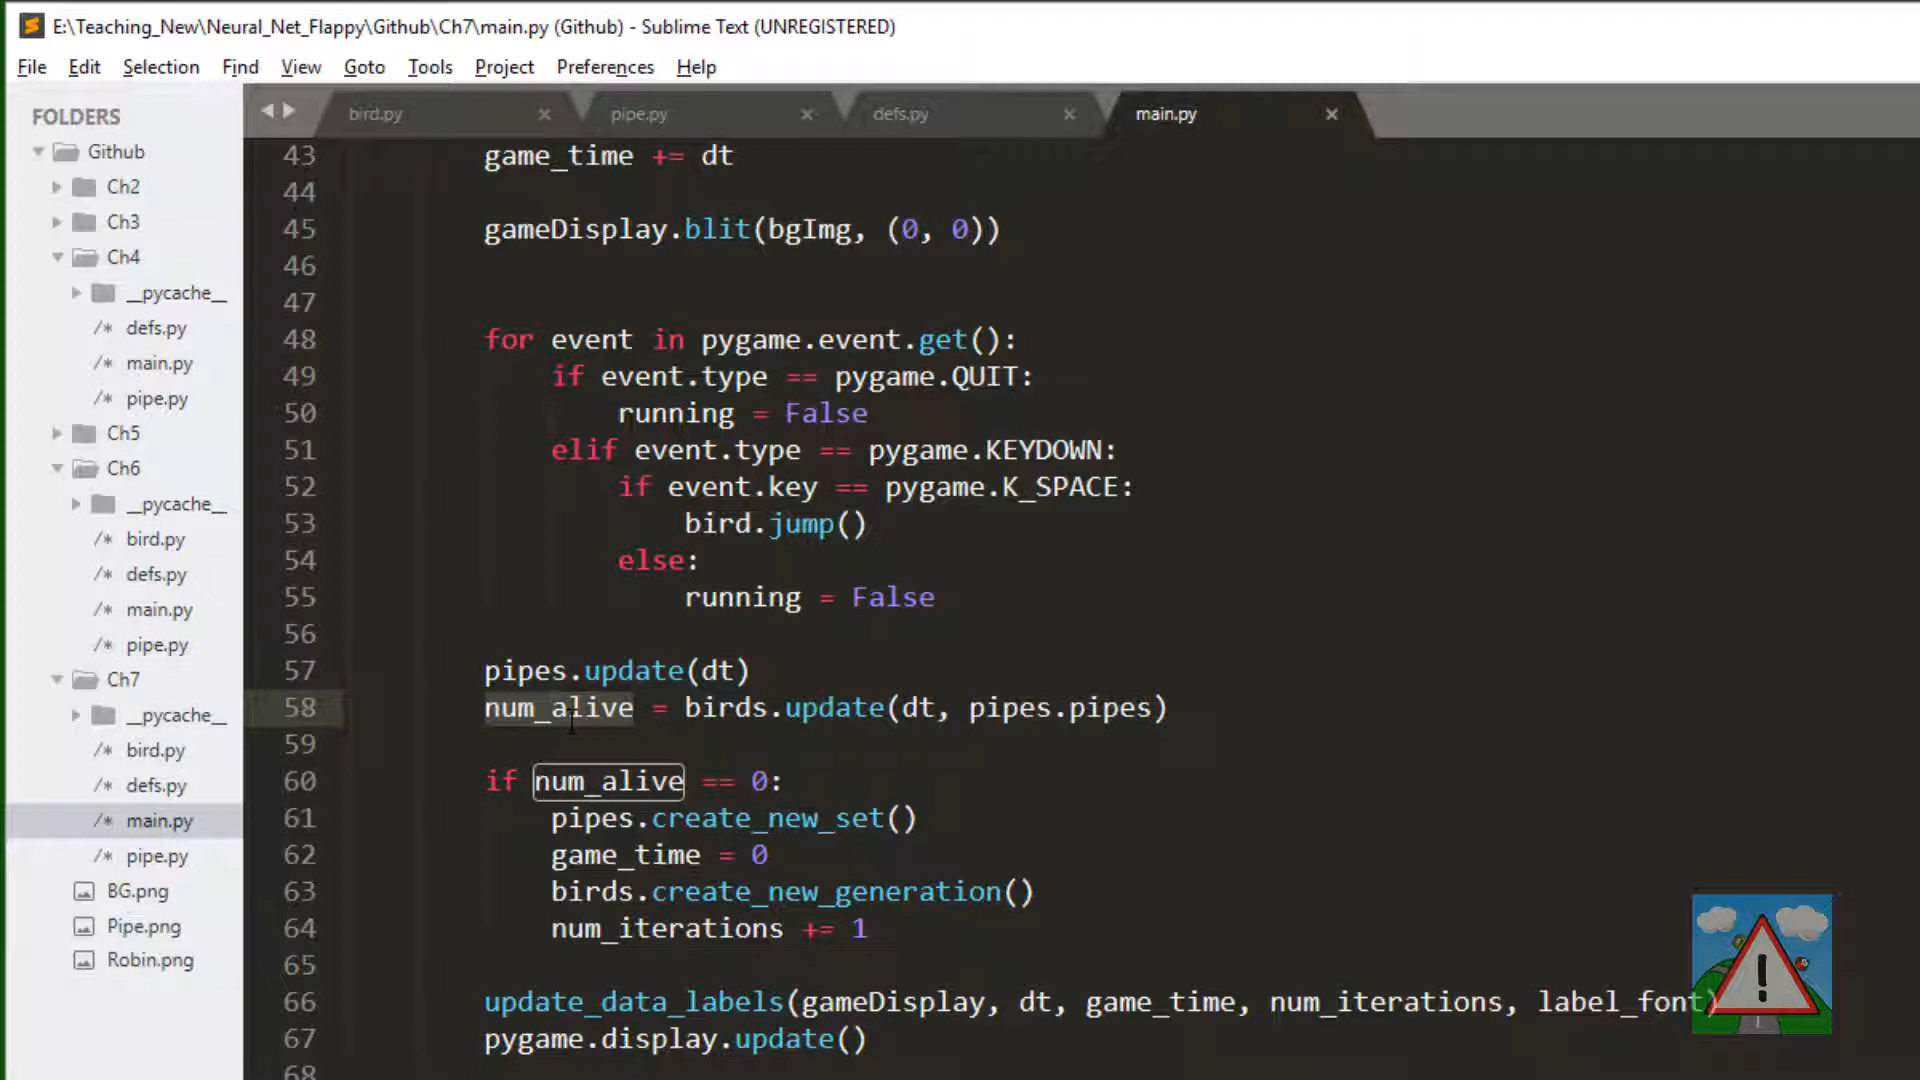 E:\Teaching_New\Neural_Net_Flappy\Github\Ch7\main.py (Github) - Sublime Text (UNREGISTERED)
File Edit Selection Find View Goto Tools Project Preferences Help
FOLDERS
Github
Ch2
Ch3
Ch4
__pycache__
/* defs.py
/* main.py
/* pipe.py
Ch5
Ch6
__pycache__
/* bird.py
/* defs.py
/* main.py
/* pipe.py
Ch7
__pycache__
/* bird.py
/* defs.py
/* main.py
/* pipe.py
BG.png
Pipe.png
Robin.png
bird.py × pipe.py × defs.py × main.py ×
43 game_time += dt
44
45 gameDisplay.blit(bgImg, (0, 0))
46
47
48 for event in pygame.event.get():
49 if event.type == pygame.QUIT:
50 running = False
51 elif event.type == pygame.KEYDOWN:
52 if event.key == pygame.K_SPACE:
53 bird.jump()
54 else:
55 running = False
56
57 pipes.update(dt)
58 num_alive = birds.update(dt, pipes.pipes)
59
60 if num_alive == 0:
61 pipes.create_new_set()
62 game_time = 0
63 birds.create_new_generation()
64 num_iterations += 1
65
66 update_data_labels(gameDisplay, dt, game_time, num_iterations, label_font)
67 pygame.display.update()
68